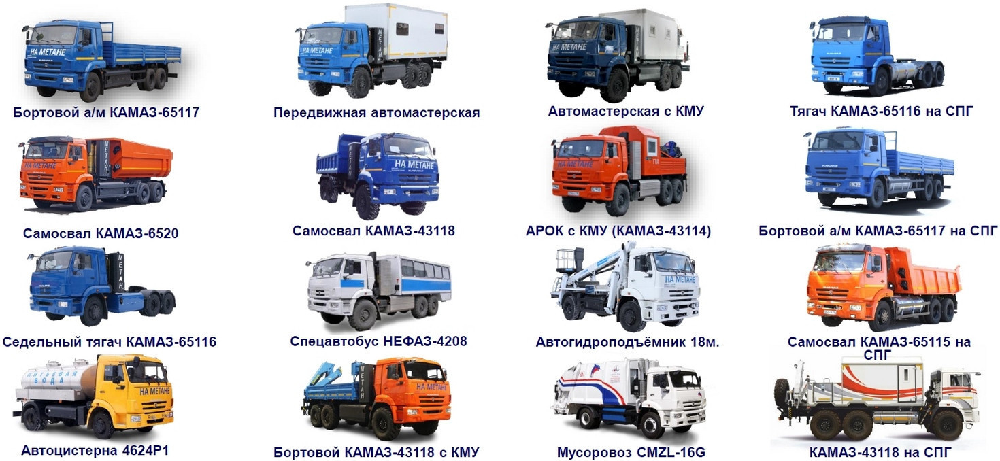 НА МЕТАНЕ
Бортовой а/м КАМАЗ-65117
НА МЕТАНЕ
Передвижная автомастерская
НА МЕТАНЕ
Автомастерская с КМУ
Тягач КАМАЗ-65116 на СПГ
НА МЕТАНЕ
МЕТАН
Самосвал КАМАЗ-6520
НА МЕТАНЕ
Самосвал КАМАЗ-43118
НА МЕТАНЕ
АРОК с КМУ (КАМАЗ-43114)
Бортовой а/м КАМАЗ-65117 на СПГ
МЕТАН
Седельный тягач КАМАЗ-65116
Спецавтобус НЕФАЗ-4208
НА МЕТАНЕ
Автогидроподъёмник 18м.
Самосвал КАМАЗ-65115 на
СПГ
ПИТЬЕВАЯ
ВОДА
НА МЕТАНЕ
Автоцистерна 4624Р1
МЕТАН
НА МЕТАНЕ
Бортовой КАМАЗ-43118 с КМУ
Мусоровоз CMZL-16G
КАМАЗ-43118 на СПГ